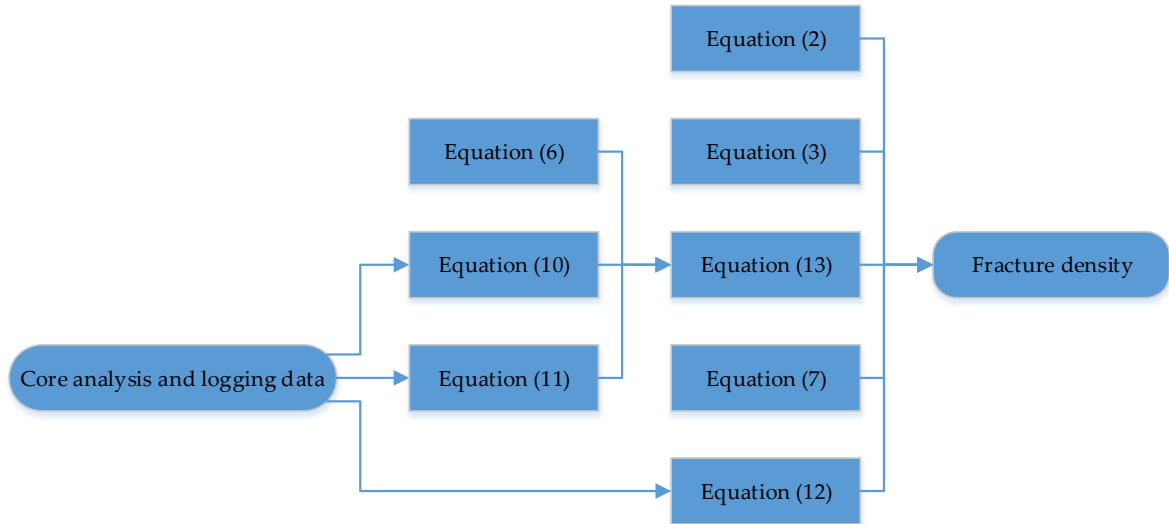 Equation (2)
Equation (6)
Equation (3)
Equation (10)
Equation (13)
Fracture density
Core analysis and logging data
Equation (11)
Equation (7)
Equation (12)